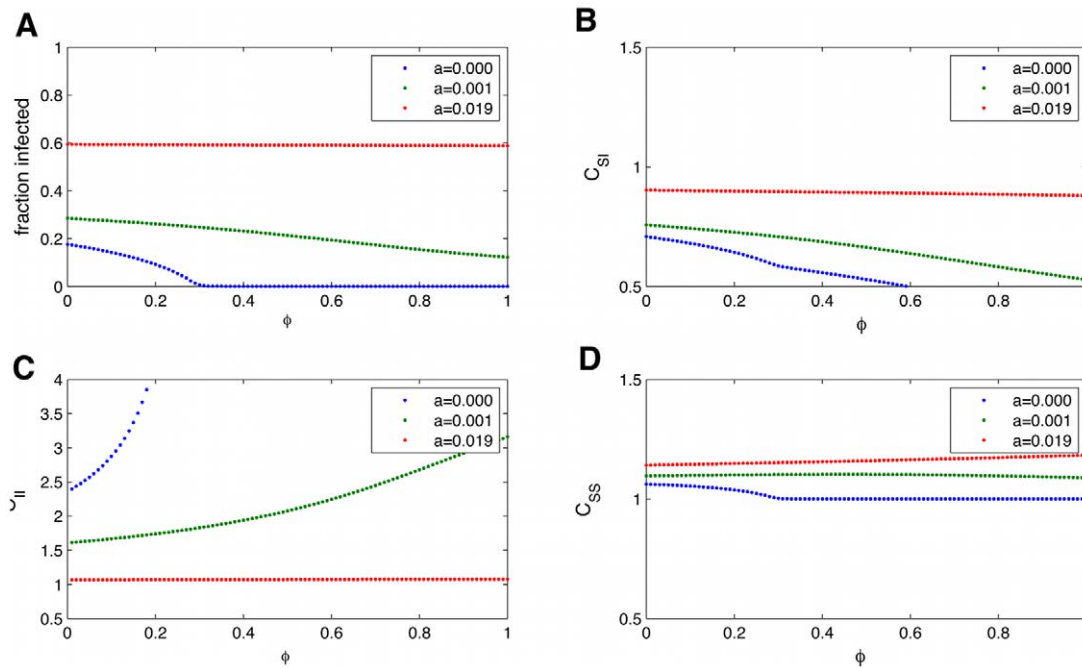 A
fraction infected
1
0.8
0.6
0.4
0.2
0
0 0.2 0.4 0.6 0.8 1
ϕ
a=0.000
a=0.001
a=0.019
B
C_SI
1.5
1
0.5
0 0.2 0.4 0.6 0.8
ϕ
a=0.000
a=0.001
a=0.019
C
4
3.5
3
2.5
2
1.5
1
0.5
0 0.2 0.4 0.6 0.8 1
ϕ
a=0.000
a=0.001
a=0.019
D
C_SS
1.5
1
0.5
0 0.2 0.4 0.6 0.8
ϕ
a=0.000
a=0.001
a=0.019